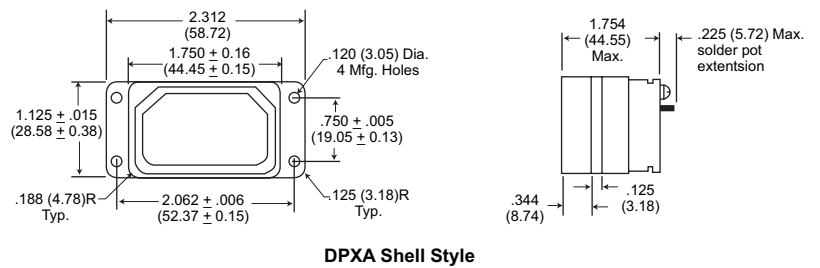 2.312
(58.72)
1.750 ± 0.16
(44.45 ± 0.15)
.120 (3.05) Dia.
4 Mfg. Holes
1.125 ± .015
(28.58 ± 0.38)
.750 ± .005
(19.05 ± 0.13)
.188 (4.78)R
Typ.
2.062 ± .006
(52.37 ± 0.15)
.125 (3.18)R
Typ.
1.754
(44.55)
Max.
.225 (5.72) Max.
solder pot
extentsion
.344
(8.74)
.125
(3.18)
DPXA Shell Style